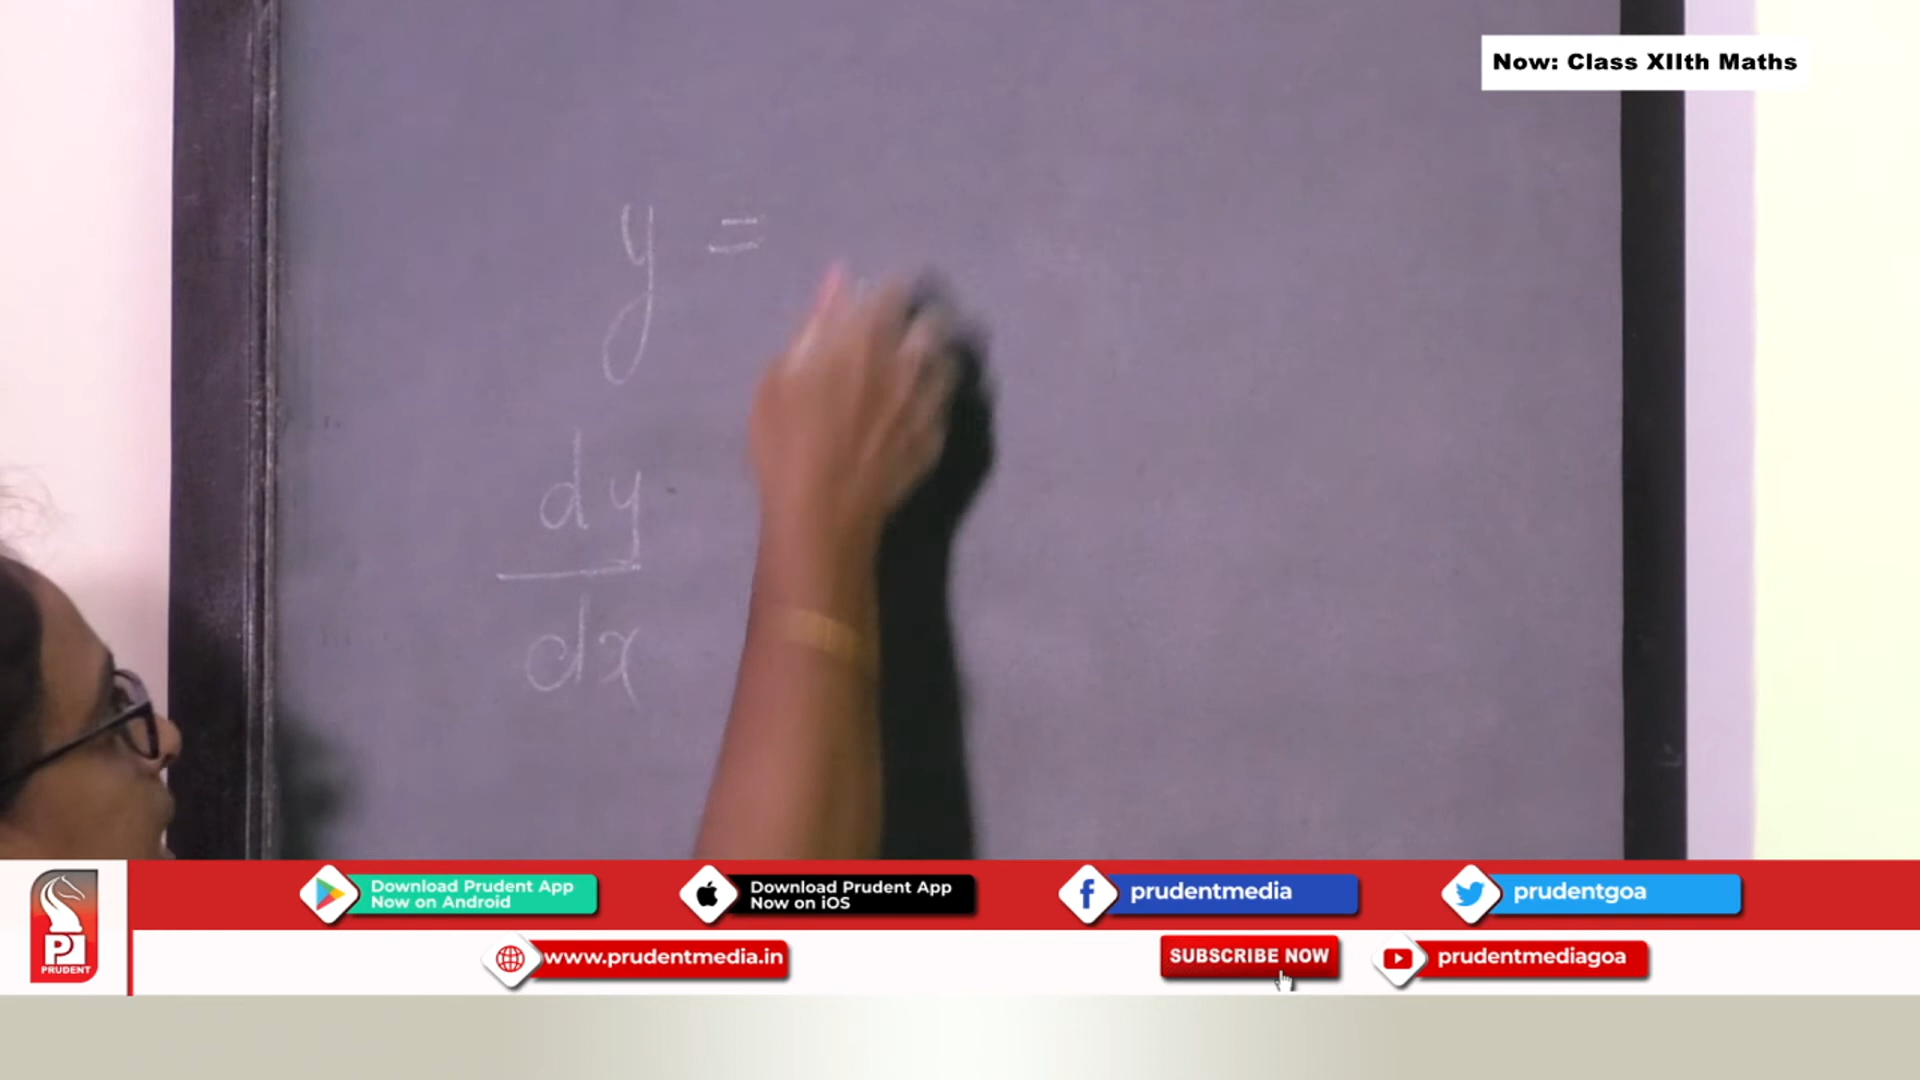 Now: Class XIIth Maths
y =
dy
dx
Download Prudent App
Now on Android
Download Prudent App
Now on iOS
prudentmedia
prudentgoa
PRUDENT
www.prudentmedia.in
SUBSCRIBE NOW
prudentmediagoa